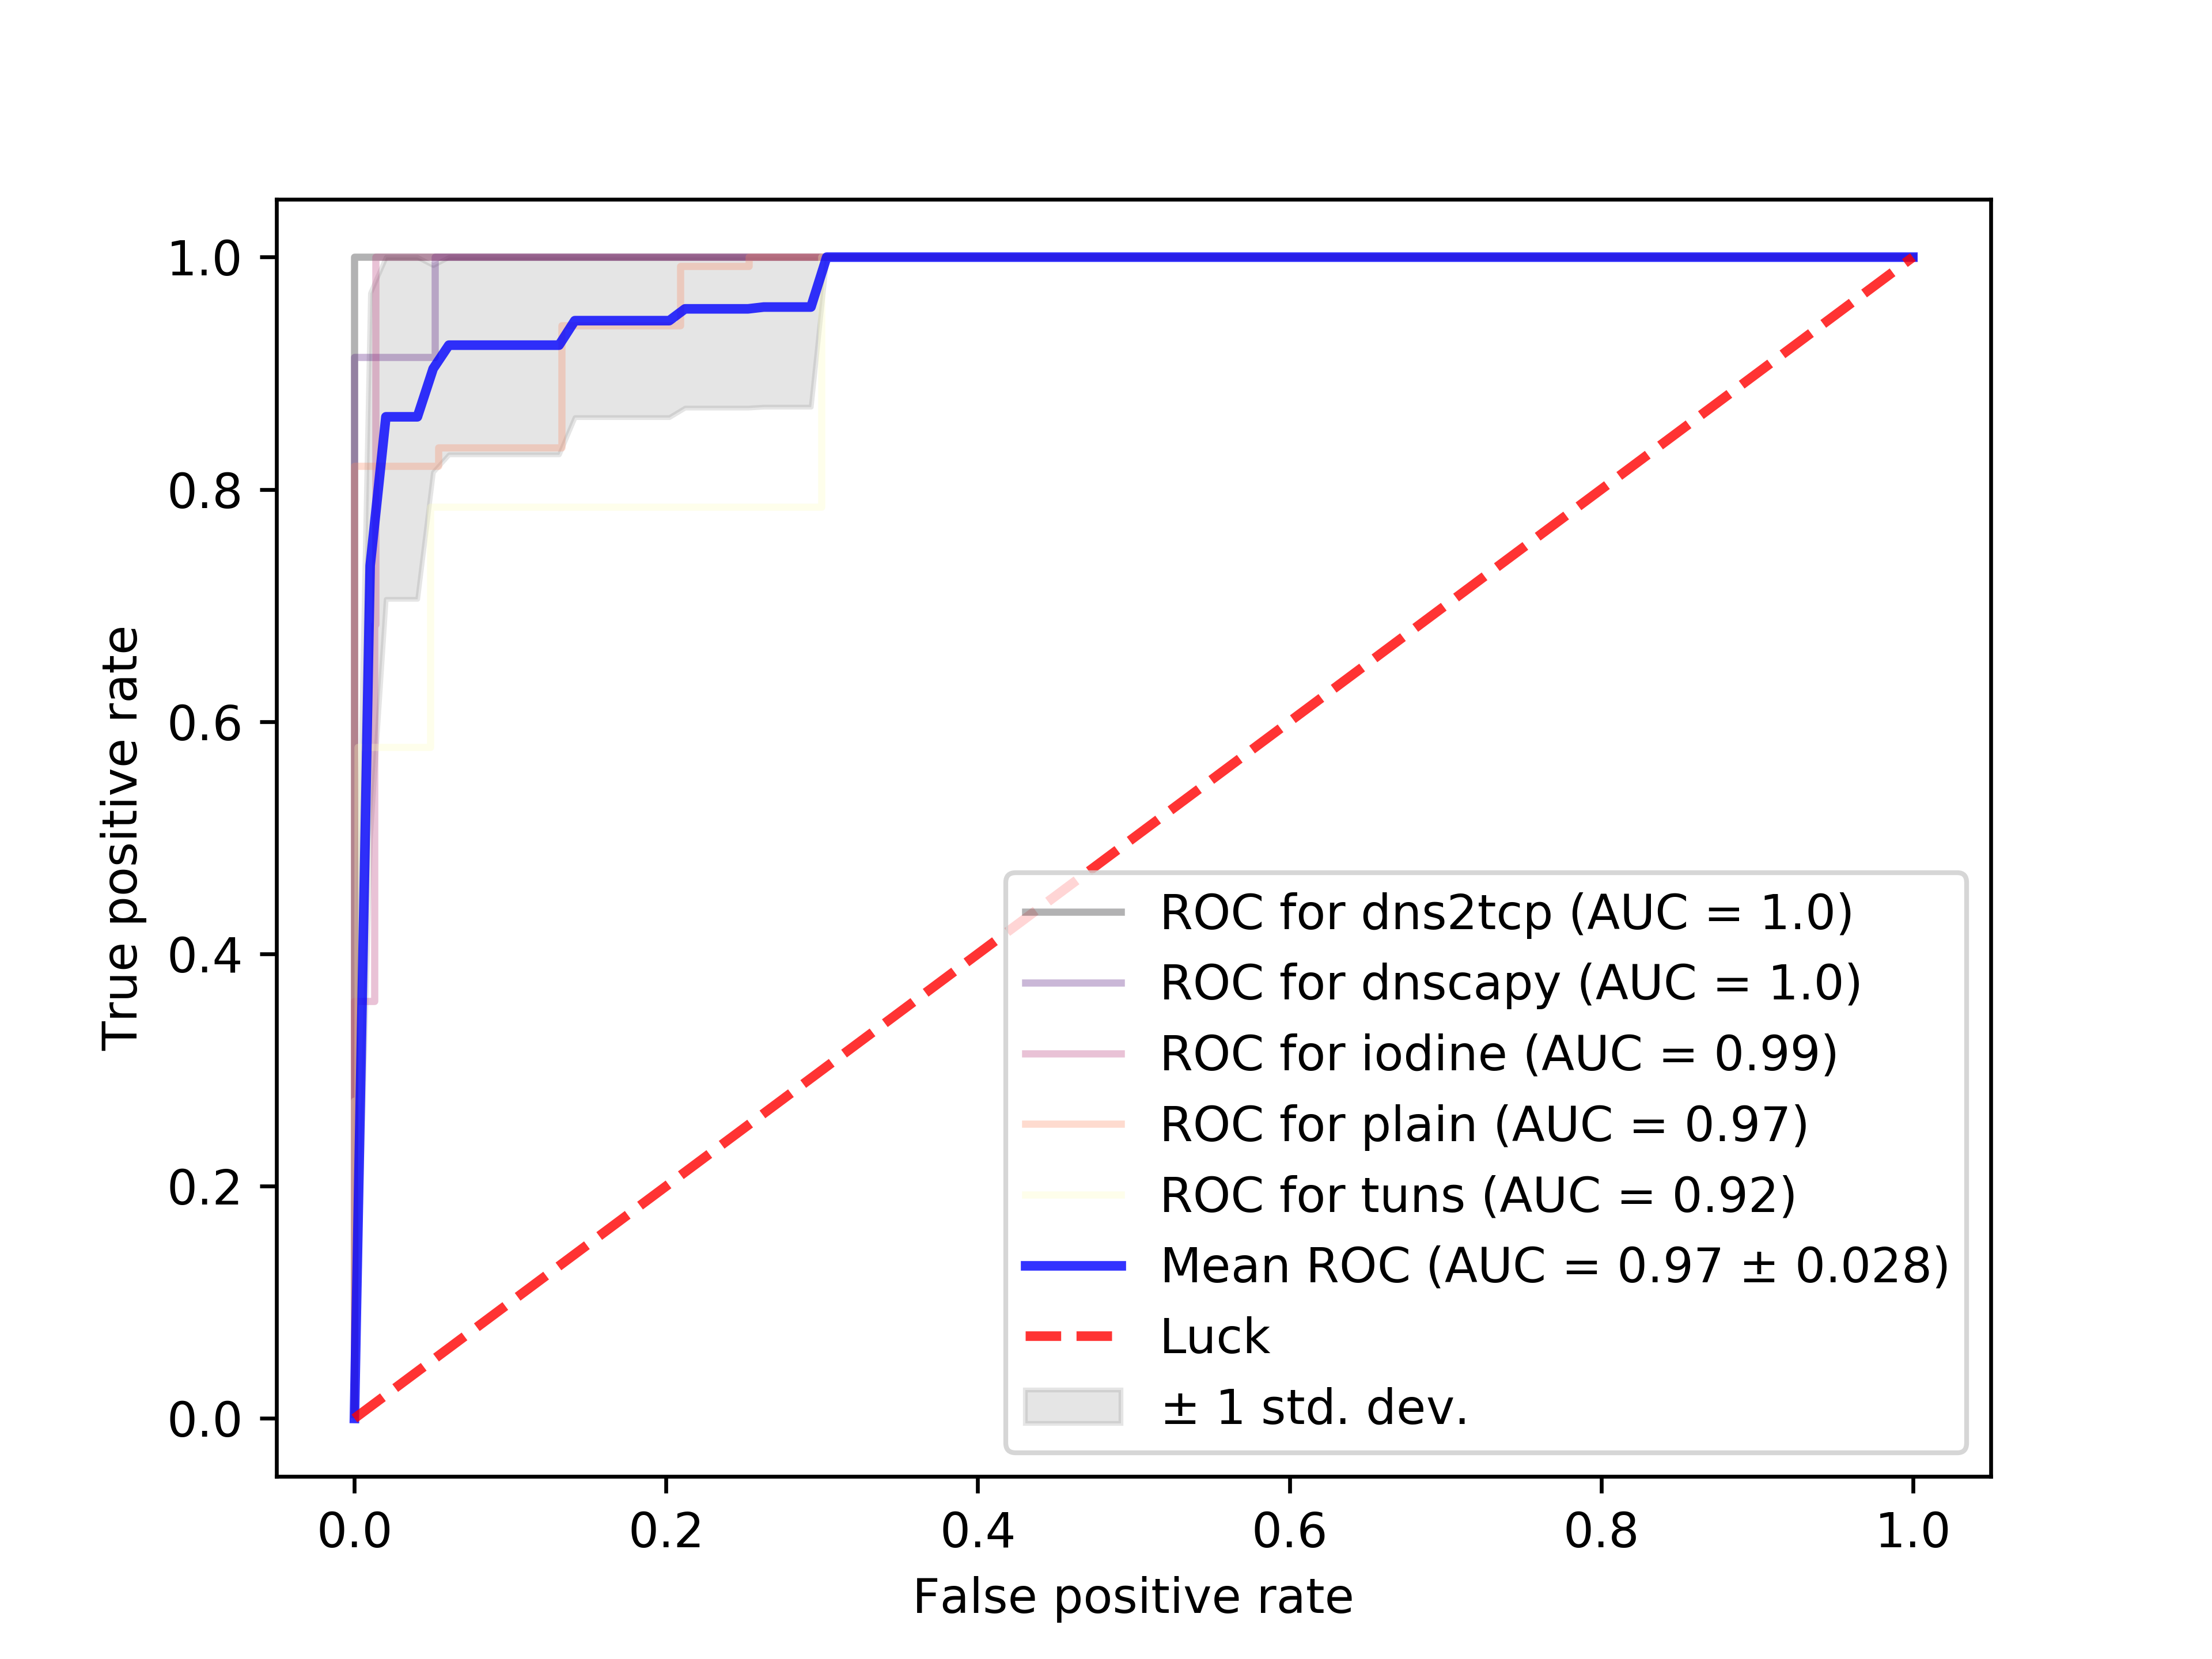 1.0
0.8
0.6
0.4
0.2
0.0
True positive rate
ROC for dns2tcp (AUC = 1.0)
ROC for dnscapy (AUC = 1.0)
ROC for iodine (AUC = 0.99)
ROC for plain (AUC = 0.97)
ROC for tuns (AUC = 0.92)
Mean ROC (AUC = 0.97 ± 0.028)
Luck
± 1 std. dev.
0.0 0.2 0.4 0.6 0.8 1.0
False positive rate